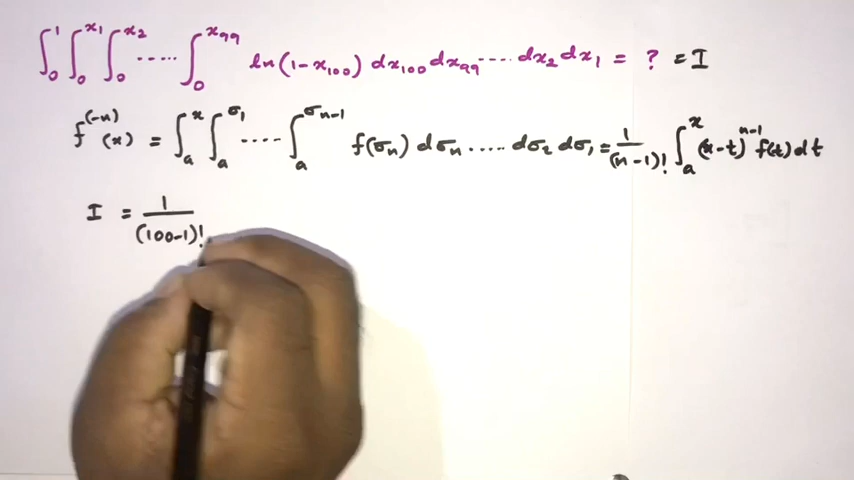 ∫₀¹ ∫₀^{x₁} ∫₀^{x₂} ..... ∫₀^{x₉₉} ln(1-x₁₀₀) dx₁₀₀ dx₉₉ .... dx₂ dx₁ = ? = I
f^{(-n)}(x) = ∫ₐ^{x} ∫ₐ^{σ₁} .... ∫ₐ^{σₙ₋₁} f(σₙ) dσₙ ..... dσ₂ dσ₁ = 1/(n-1)! ∫ₐ^{x} (x-t)^{n-1} f(t) dt
I = 1/(100-1)!